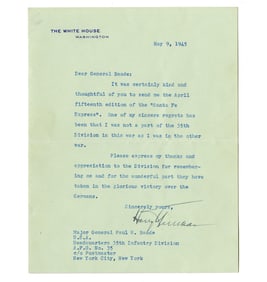 THE WHITE HOUSE
WASHINGTON
May 9, 1945
Dear General Baade:
It was certainly kind and
thoughtful of you to send me the April
fifteenth edition of the "Santa Fe
Express". One of my sincere regrets has
been that I was not a part of the 35th
Division in this war as I was in the other
war.
Please express my thanks and
appreciation to the Division for remember-
ing me and for the wonderful part they have
taken in the glorious victory over the
Germans.
Sincerely yours,
Harry Truman
Major General Paul W. Baade
U.S.A.
Headquarters 35th Infantry Division
A.P.O. No. 35
c/o Postmaster
New York City, New York